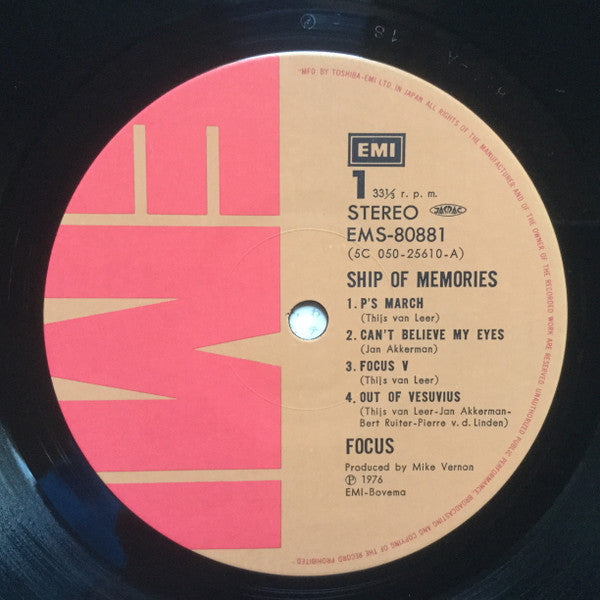 "MFD. BY TOSHIBA-EMI LTD. IN JAPAN. ALL RIGHTS OF THE MANUFACTURER AND OF THE OWNER OF THE RECORDED WORK ARE RESERVED. UNAUTHORIZED PUBLIC PERFORMANCE, BROADCASTING AND COPYING OF THE RECORD PROHIBITED"
EMI
EMI
1 33⅓ r. p. m.
STEREO JASRAC
EMS-80881
(5C 050-25610-A)
SHIP OF MEMORIES
1. P'S MARCH
(Thijs van Leer)
2. CAN'T BELIEVE MY EYES
(Jan Akkerman)
3. FOCUS V
(Thijs van Leer)
4. OUT OF VESUVIUS
(Thijs van Leer-Jan Akkerman-
Bert Ruiter-Pierre v. d. Linden)
FOCUS
Produced by Mike Vernon
℗ 1976
EMI-Bovema